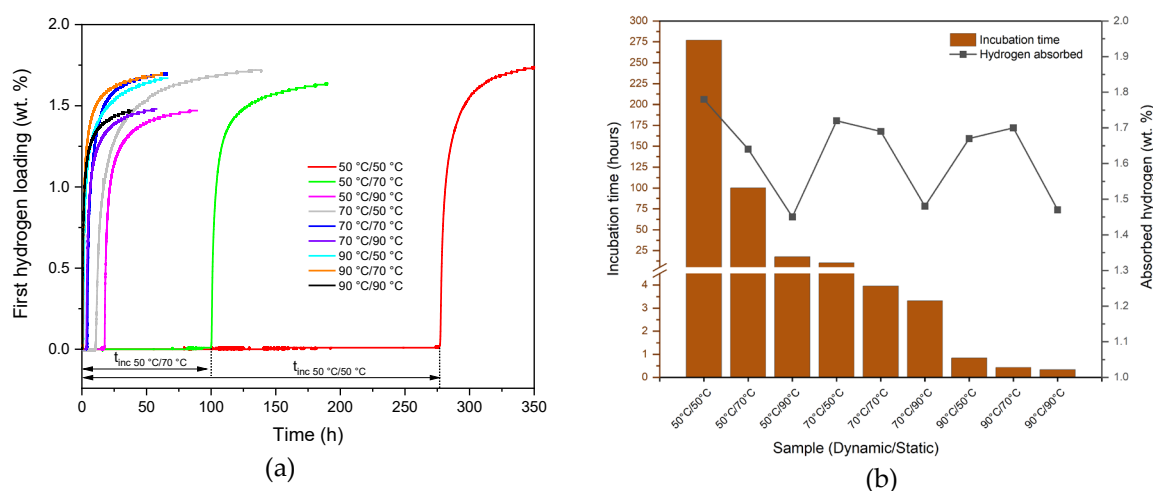 2.0
1.5
1.0
0.5
0.0
First hydrogen loading (wt. %)
50 °C/50 °C
50 °C/70 °C
50 °C/90 °C
70 °C/50 °C
70 °C/70 °C
70 °C/90 °C
90 °C/50 °C
90 °C/70 °C
90 °C/90 °C
tinc 50 °C/70 °C
tinc 50 °C/50 °C
0 50 100 150 200 250 300 350
Time (h)
(a)
300
275
250
225
200
175
150
125
100
75
50
25
4
3
2
1
0
Incubation time (hours)
Incubation time
Hydrogen absorbed
2.0
1.9
1.8
1.7
1.6
1.5
1.4
1.3
1.2
1.1
1.0
Absorbed hydrogen (wt. %)
50°C/50°C
50°C/70°C
50°C/90°C
70°C/50°C
70°C/70°C
70°C/90°C
90°C/50°C
90°C/70°C
90°C/90°C
Sample (Dynamic/Static)
(b)